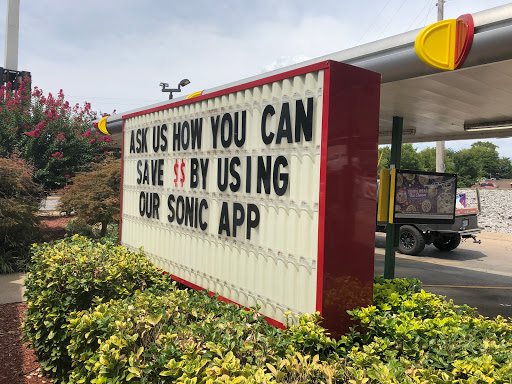 ASK US HOW YOU CAN
SAVE $$ BY USING
OUR SONIC APP